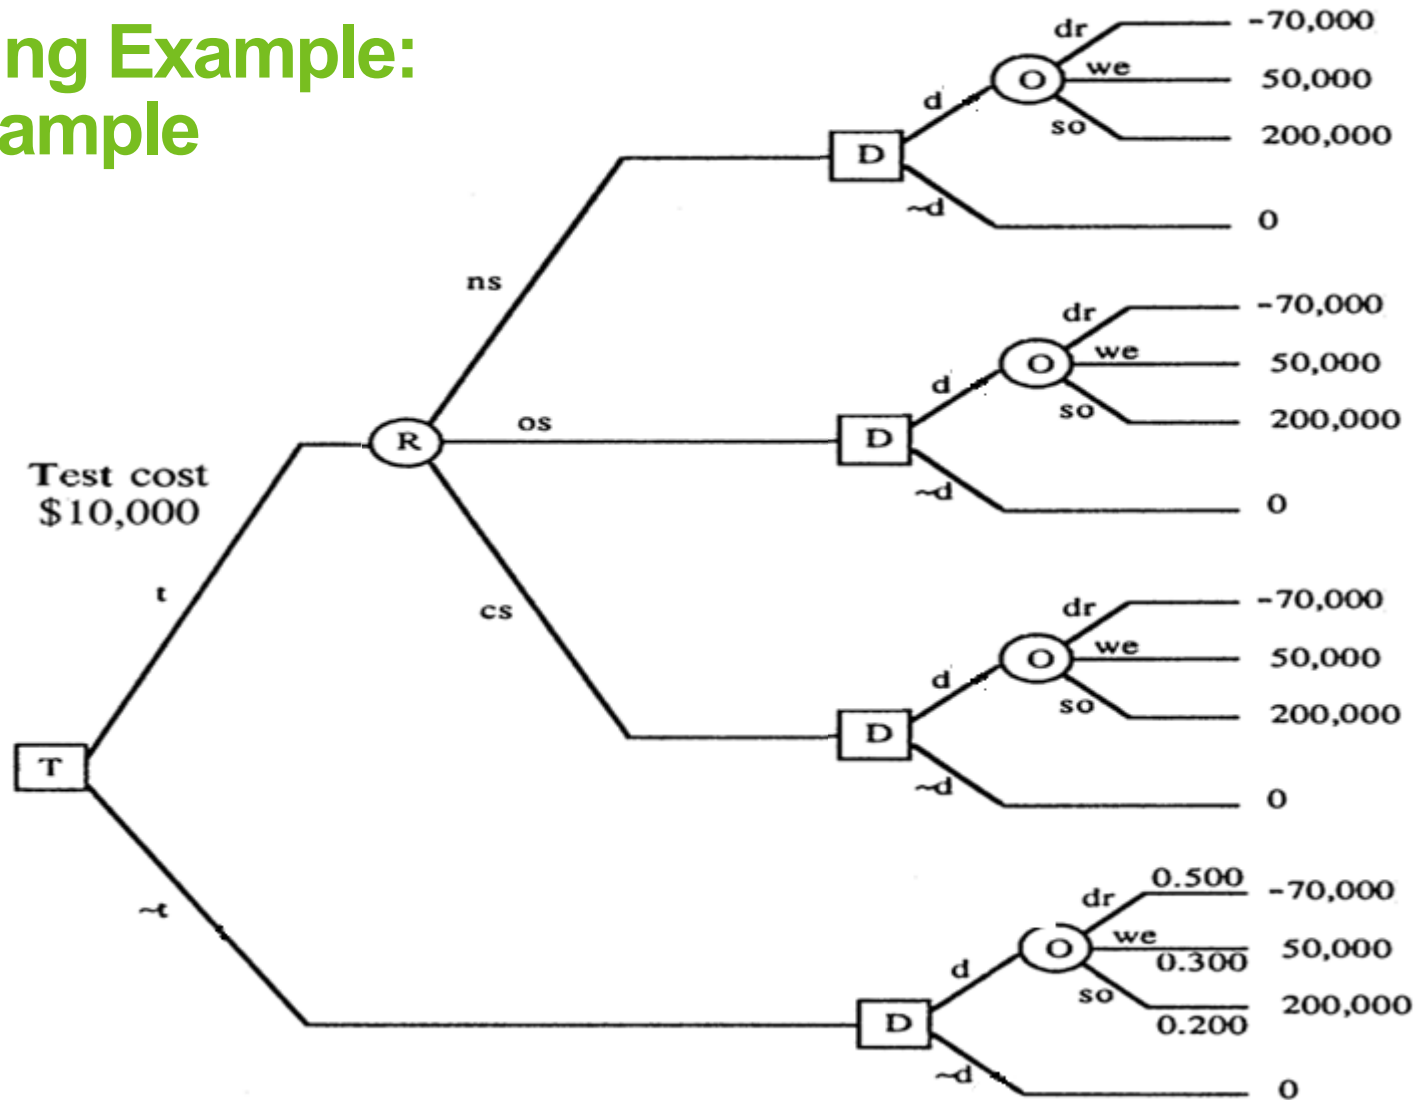 ng Example:
ample
dr -70,000
we 50,000
so 200,000
O
d
D
~d 0
ns
dr -70,000
we 50,000
so 200,000
O
d
D
~d 0
os
R
Test cost
$10,000
t
cs
dr -70,000
we 50,000
so 200,000
O
d
D
~d 0
T
~t
dr 0.500 -70,000
we 0.300 50,000
so 0.200 200,000
O
d
D
~d 0